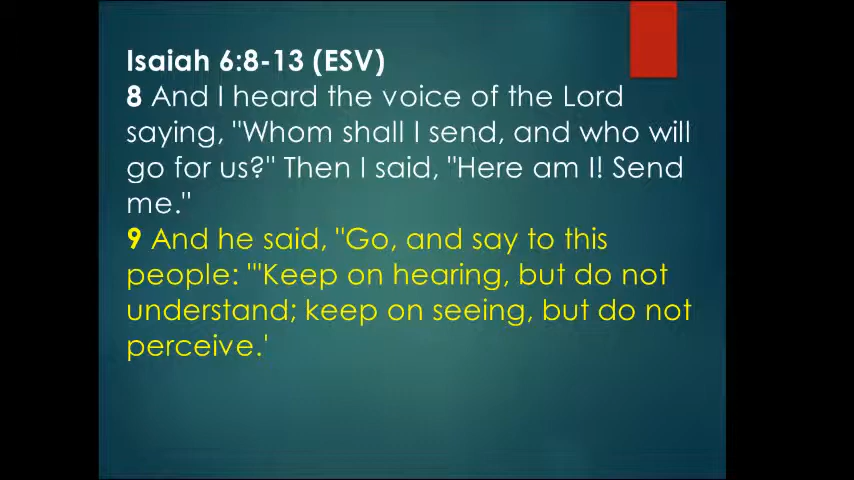 Isaiah 6:8-13 (ESV)
8 And I heard the voice of the Lord
saying, "Whom shall I send, and who will
go for us?" Then I said, "Here am I! Send
me."
9 And he said, "Go, and say to this
people: "'Keep on hearing, but do not
understand; keep on seeing, but do not
perceive.'